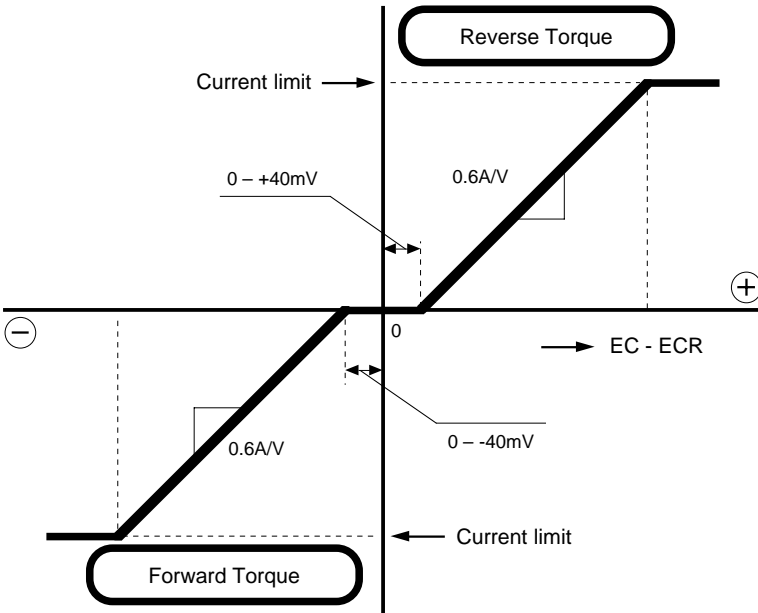 Reverse Torque
Current limit
0 – +40mV
0.6A/V
+
−
0
EC - ECR
0.6A/V
0 – -40mV
Current limit
Forward Torque